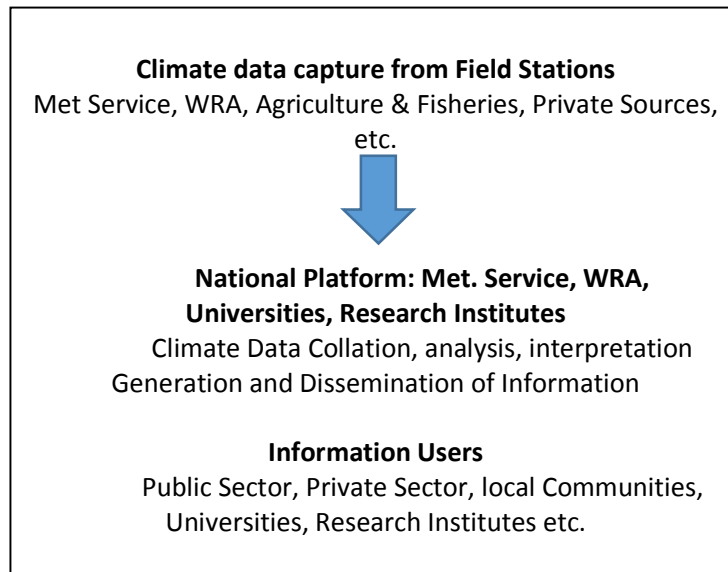 Climate data capture from Field Stations
Met Service, WRA, Agriculture & Fisheries, Private Sources,
etc.
National Platform: Met. Service, WRA,
Universities, Research Institutes
Climate Data Collation, analysis, interpretation
Generation and Dissemination of Information
Information Users
Public Sector, Private Sector, local Communities,
Universities, Research Institutes etc.